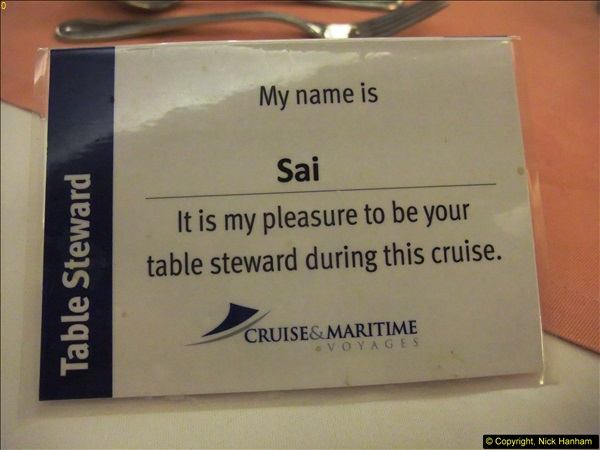 0
My name is
Sai
It is my pleasure to be your
table steward during this cruise.
Table Steward
CRUISE&MARITIME
VOYAGES
© Copyright, Nick Hanham